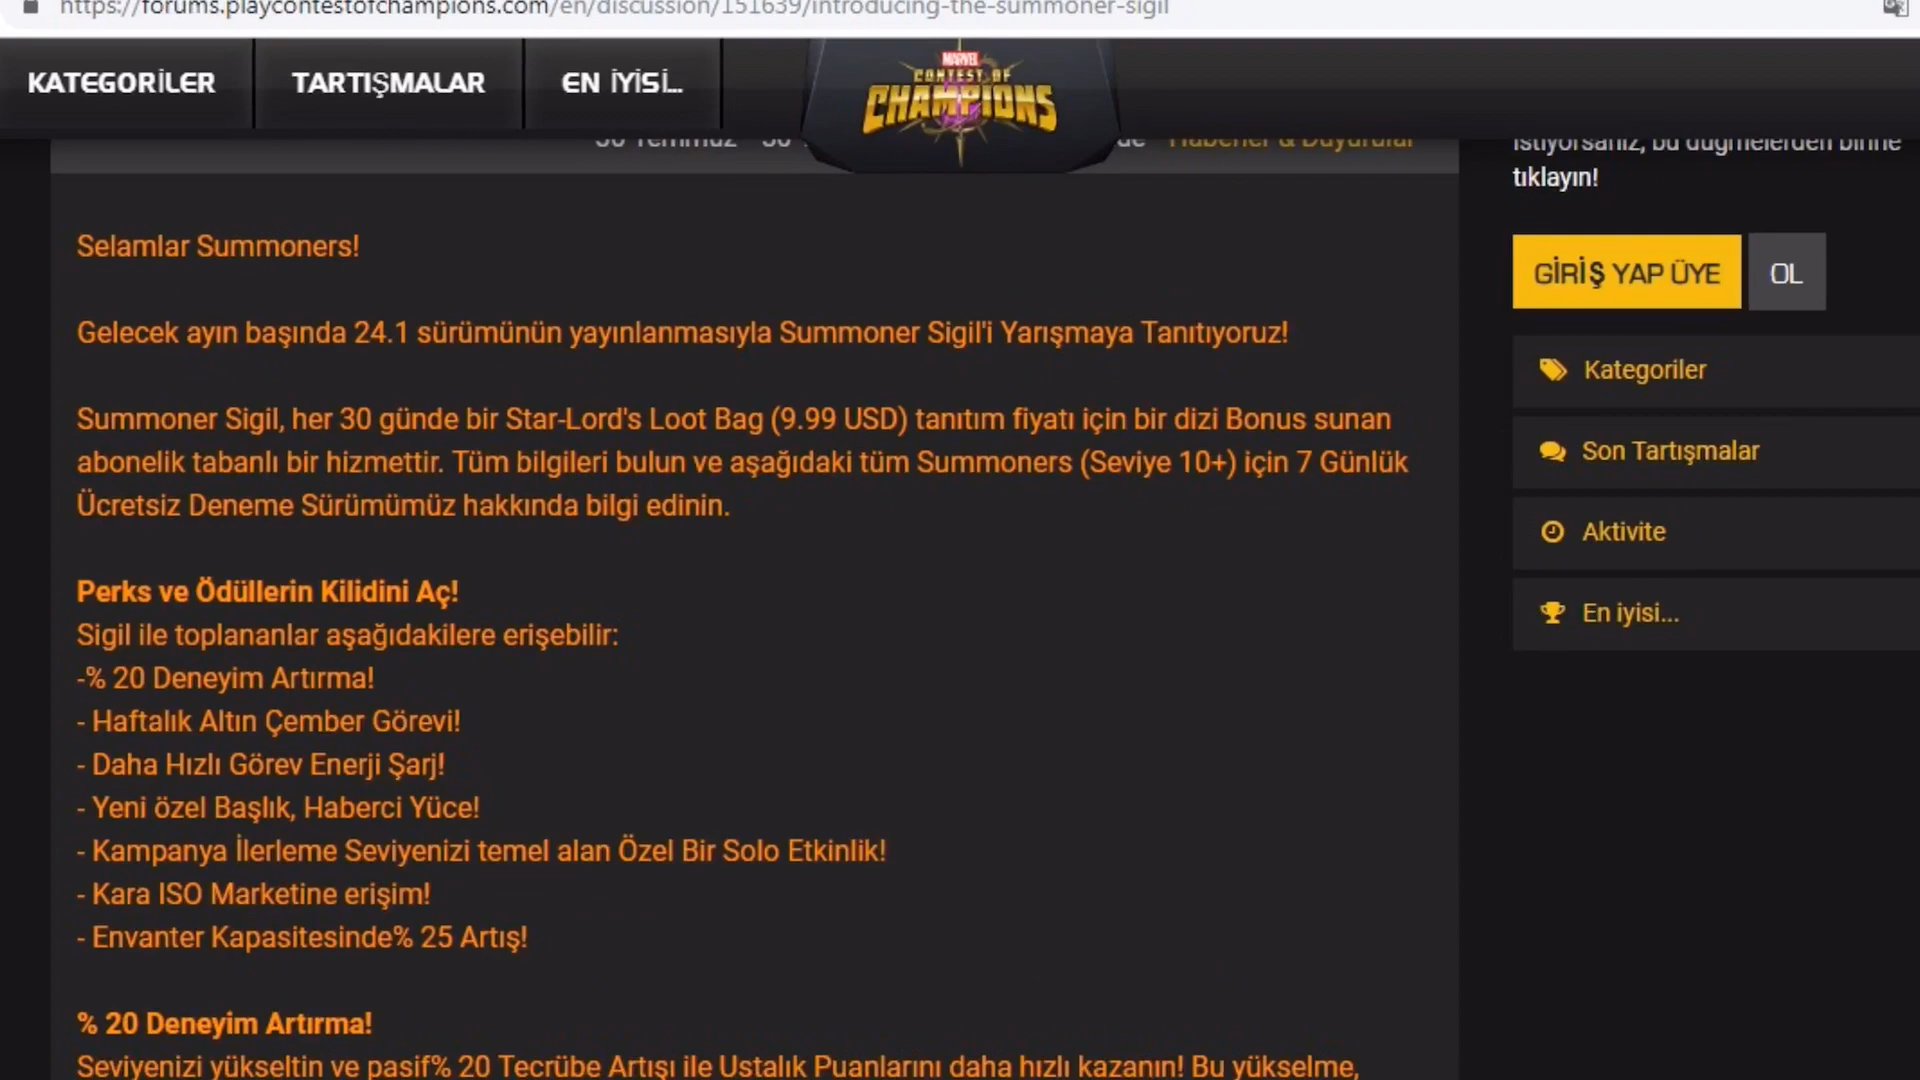 https://forums.playcontestofchampions.com/en/discussion/151639/introducing-the-summoner-sigil
KATEGORİLER
TARTIŞMALAR
EN İYİSİ...
MARVEL
CONTEST OF
CHAMPIONS
30 Temmuz
Haberler & Duyurular
istiyorsanız, bu düğmelerden birine
tıklayın!
Selamlar Summoners!
Gelecek ayın başında 24.1 sürümünün yayınlanmasıyla Summoner Sigil'i Yarışmaya Tanıtıyoruz!
Summoner Sigil, her 30 günde bir Star-Lord's Loot Bag (9.99 USD) tanıtım fiyatı için bir dizi Bonus sunan
abonelik tabanlı bir hizmettir. Tüm bilgileri bulun ve aşağıdaki tüm Summoners (Seviye 10+) için 7 Günlük
Ücretsiz Deneme Sürümümüz hakkında bilgi edinin.
Perks ve Ödüllerin Kilidini Aç!
Sigil ile toplananlar aşağıdakilere erişebilir:
-% 20 Deneyim Artırma!
- Haftalık Altın Çember Görevi!
- Daha Hızlı Görev Enerji Şarj!
- Yeni özel Başlık, Haberci Yüce!
- Kampanya İlerleme Seviyenizi temel alan Özel Bir Solo Etkinlik!
- Kara ISO Marketine erişim!
- Envanter Kapasitesinde% 25 Artış!
% 20 Deneyim Artırma!
Seviyenizi yükseltin ve pasif% 20 Tecrübe Artışı ile Ustalık Puanlarını daha hızlı kazanın! Bu yükselme,
GİRİŞ YAP ÜYE
OL
Kategoriler
Son Tartışmalar
Aktivite
En iyisi...